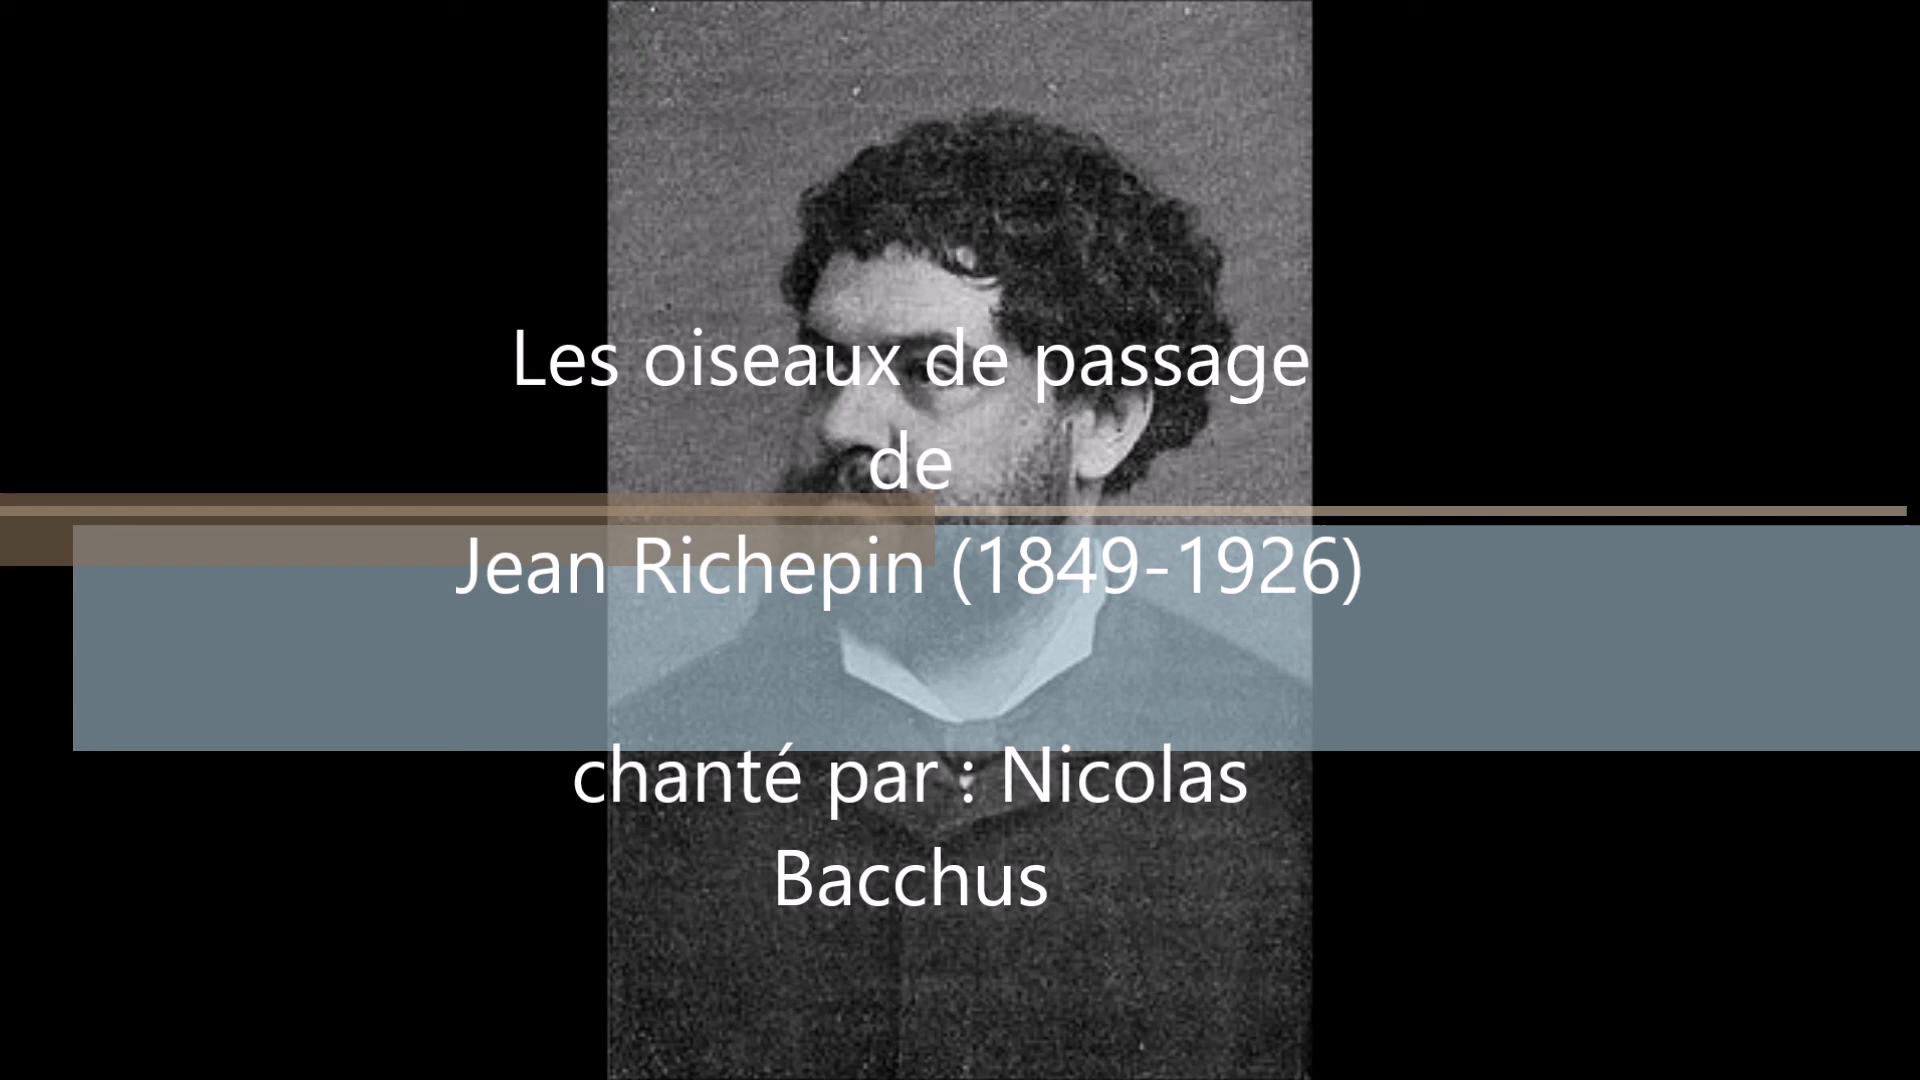 Les oiseaux de passage
de
Jean Richepin (1849-1926)
chanté par : Nicolas
Bacchus